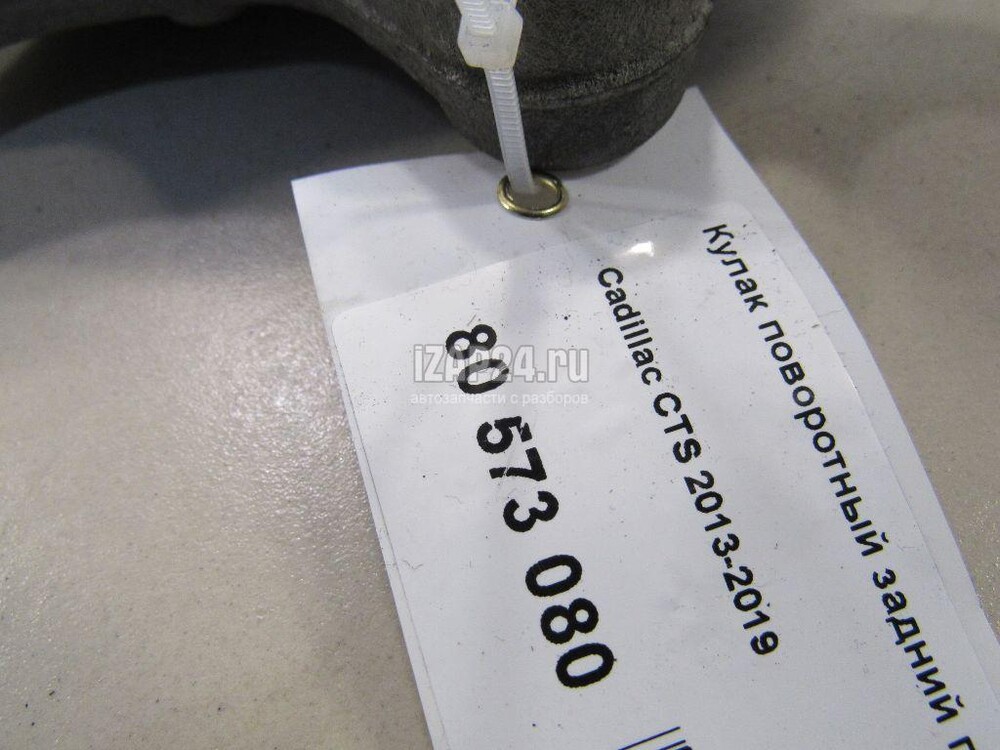 Кулак поворотный задний
Cadillac CTS 2013-2019
80 573 080
iZAP24.ru
автозапчасти с разборов